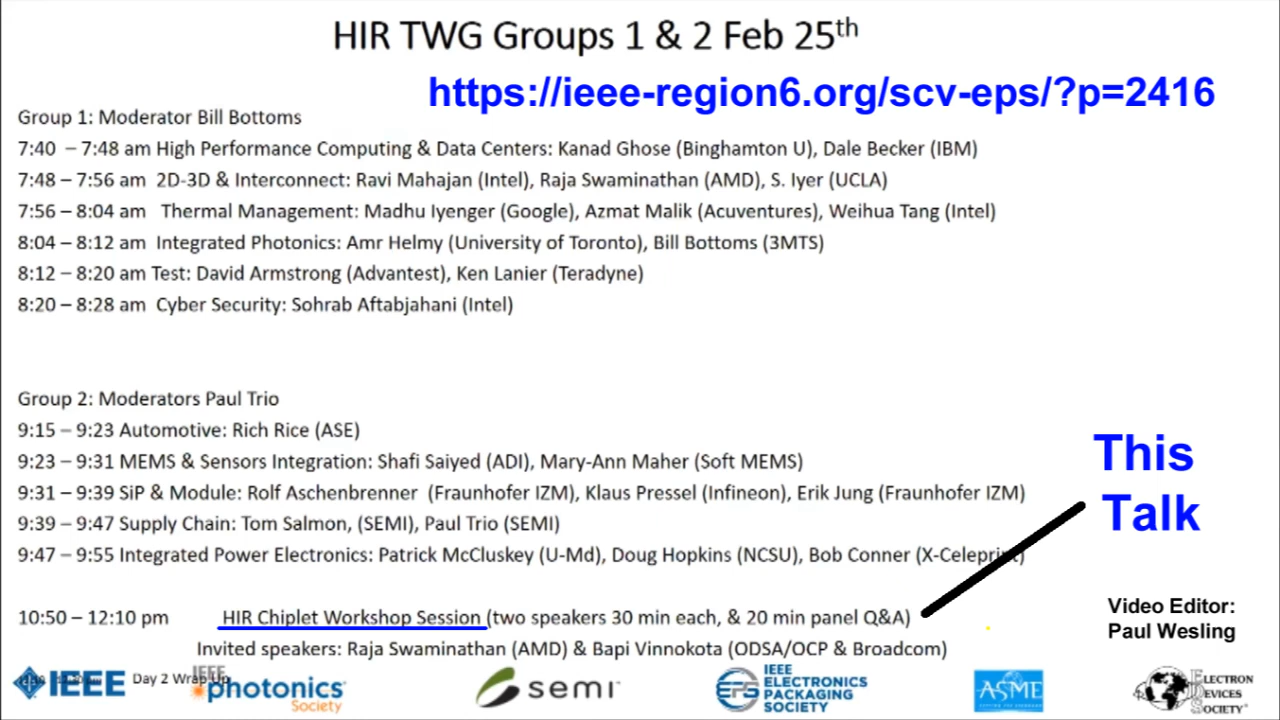 HIR TWG Groups 1 & 2 Feb 25th
https://ieee-region6.org/scv-eps/?p=2416
Group 1: Moderator Bill Bottoms
7:40 – 7:48 am High Performance Computing & Data Centers: Kanad Ghose (Binghamton U), Dale Becker (IBM)
7:48 – 7:56 am 2D-3D & Interconnect: Ravi Mahajan (Intel), Raja Swaminathan (AMD), S. Iyer (UCLA)
7:56 – 8:04 am Thermal Management: Madhu Iyenger (Google), Azmat Malik (Acuventures), Weihua Tang (Intel)
8:04 – 8:12 am Integrated Photonics: Amr Helmy (University of Toronto), Bill Bottoms (3MTS)
8:12 – 8:20 am Test: David Armstrong (Advantest), Ken Lanier (Teradyne)
8:20 – 8:28 am Cyber Security: Sohrab Aftabjahani (Intel)
Group 2: Moderators Paul Trio
9:15 – 9:23 Automotive: Rich Rice (ASE)
9:23 – 9:31 MEMS & Sensors Integration: Shafi Saiyed (ADI), Mary-Ann Maher (Soft MEMS)
9:31 – 9:39 SiP & Module: Rolf Aschenbrenner (Fraunhofer IZM), Klaus Pressel (Infineon), Erik Jung (Fraunhofer IZM)
9:39 – 9:47 Supply Chain: Tom Salmon, (SEMI), Paul Trio (SEMI)
9:47 – 9:55 Integrated Power Electronics: Patrick McCluskey (U-Md), Doug Hopkins (NCSU), Bob Conner (X-Celeprint)
This
Talk
10:50 – 12:10 pm HIR Chiplet Workshop Session (two speakers 30 min each, & 20 min panel Q&A)
Invited speakers: Raja Swaminathan (AMD) & Bapi Vinnokota (ODSA/OCP & Broadcom)
Video Editor:
Paul Wesling
Day 2 Wrap Up
IEEE
IEEE
photonics
Society
semi
EPS
IEEE
ELECTRONICS
PACKAGING
SOCIETY
ASME
SETTING THE STANDARD
ELECTRON
DEVICES
SOCIETY